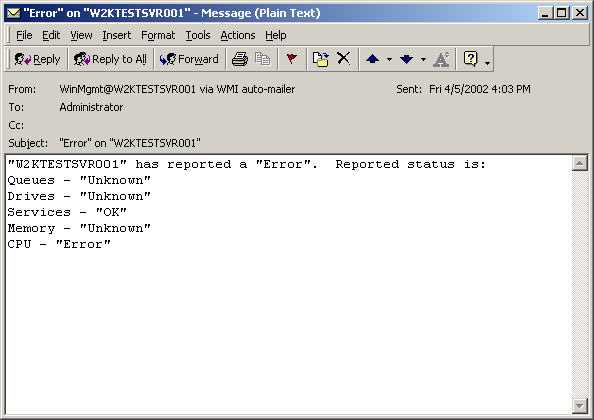 "Error" on "W2KTESTSVR001" - Message (Plain Text)
File Edit View Insert Format Tools Actions Help
Reply Reply to All Forward
From: WinMgmt@W2KTESTSVR001 via WMI auto-mailer Sent: Fri 4/5/2002 4:03 PM
To: Administrator
Cc:
Subject: "Error" on "W2KTESTSVR001"
"W2KTESTSVR001" has reported a "Error".  Reported status is:
Queues - "Unknown"
Drives - "Unknown"
Services - "OK"
Memory - "Unknown"
CPU - "Error"